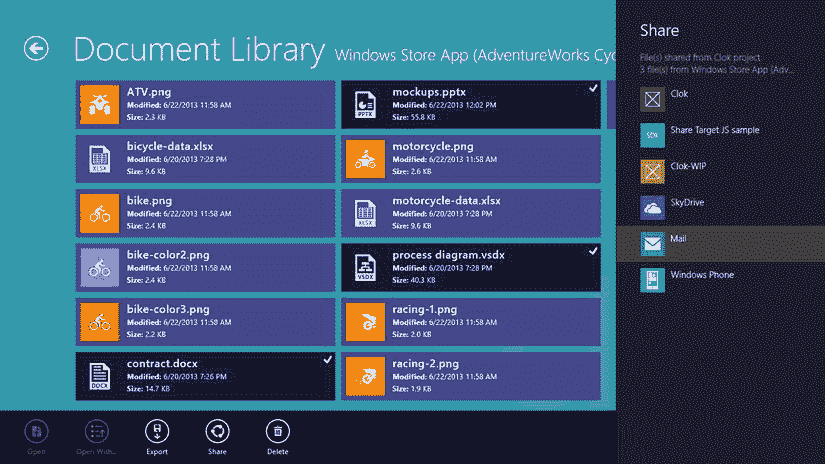 Document Library Windows Store App (AdventureWorks Cyc
ATV.png
Modified: 6/22/2013 11:58 AM
Size: 2.3 KB
bicycle-data.xlsx
Modified: 6/20/2013 7:28 PM
Size: 9.6 KB
XLSX
bike.png
Modified: 6/22/2013 11:58 AM
Size: 2.4 KB
bike-color2.png
Modified: 6/22/2013 11:58 AM
Size: 2.4 KB
bike-color3.png
Modified: 6/22/2013 11:58 AM
Size: 2.2 KB
contract.docx
Modified: 6/20/2013 7:26 PM
Size: 14.7 KB
DOCX
mockups.pptx
Modified: 6/22/2013 12:02 PM
Size: 55.8 KB
PPTX
motorcycle.png
Modified: 6/22/2013 11:58 AM
Size: 2.6 KB
motorcycle-data.xlsx
Modified: 6/20/2013 7:28 PM
Size: 9.6 KB
XLSX
process diagram.vsdx
Modified: 6/20/2013 7:28 PM
Size: 40.3 KB
VSDX
racing-1.png
Modified: 6/22/2013 11:58 AM
Size: 2.0 KB
racing-2.png
Modified: 6/22/2013 11:58 AM
Size: 1.9 KB
Open
Open With...
Export
Share
Delete
Share
File(s) shared from Clok project
3 file(s) from Windows Store App (Adv...
Clok
Share Target JS sample
Clok-WIP
SkyDrive
Mail
Windows Phone